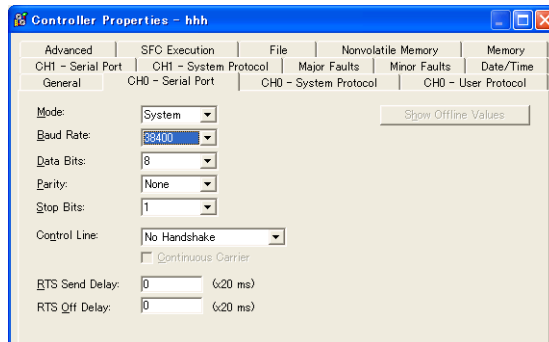 Controller Properties - hhh
Advanced SFC Execution File Nonvolatile Memory Memory
CH1 - Serial Port CH1 - System Protocol Major Faults Minor Faults Date/Time
General CH0 - Serial Port CH0 - System Protocol CH0 - User Protocol
Mode: System Show Offline Values
Baud Rate: 38400
Data Bits: 8
Parity: None
Stop Bits: 1
Control Line: No Handshake
Continuous Carrier
RTS Send Delay: 0 (x20 ms)
RTS Off Delay: 0 (x20 ms)